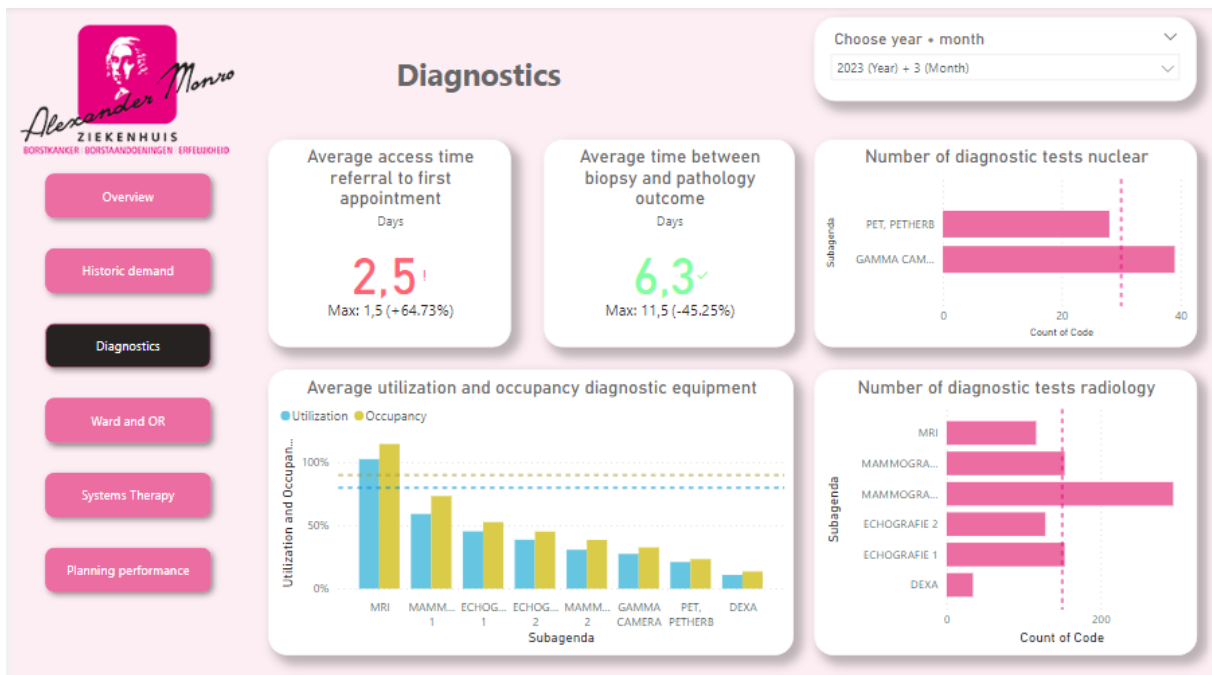 Alexander Monro
ZIEKENHUIS
BORSTKANKER | BORSTAANDOENINGEN | ERFELIJKHEID
Diagnostics
Choose year + month
2023 (Year) + 3 (Month)
Overview
Historic demand
Diagnostics
Ward and OR
Systems Therapy
Planning performance
Average access time
referral to first
appointment
Days
2,5 !
Max: 1,5 (+64.73%)
Average time between
biopsy and pathology
outcome
Days
6,3
Max: 11,5 (-45.25%)
Number of diagnostic tests nuclear
Subagenda
PET, PETHERB
GAMMA CAM...
0 20 40
Count of Code
Average utilization and occupancy diagnostic equipment
Utilization Occupancy
Utilization and Occupan...
100%
50%
0%
MRI MAMM... ECHOG... ECHOG... MAMM... GAMMA PET, DEXA
1 1 2 2 CAMERA PETHERB
Subagenda
Number of diagnostic tests radiology
Subagenda
MRI
MAMMOGRA...
MAMMOGRA...
ECHOGRAFIE 2
ECHOGRAFIE 1
DEXA
0 200
Count of Code